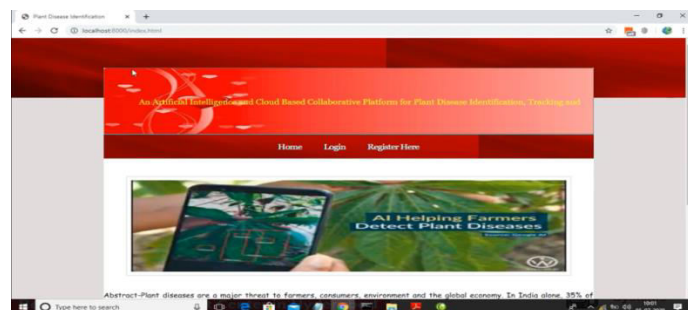 Plant Disease Identification
localhost:8000/index.html
An Artificial Intelligence and Cloud Based Collaborative Platform for Plant Disease Identification, Tracking and
Home Login Register Here
AI Helping Farmers
Detect Plant Diseases
Abstract-Plant diseases are a major threat to farmers, consumers, environment and the global economy. In India alone, 35% of
Type here to search
10:01